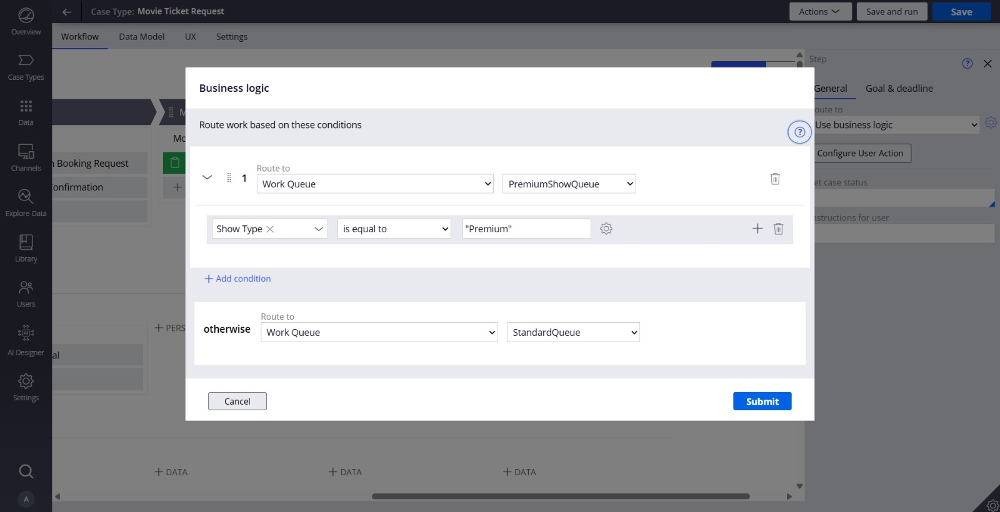 Overview
Case Types
Data
Channels
Explore Data
Library
Users
AI Designer
Settings
A
Case Type: Movie Ticket Request
Actions
Save and run
Save
Workflow
Data Model
UX
Settings
Booking Request
onfirmation
al
Mo
+ PERS
+ DATA
+ DATA
+ DATA
Business logic
Route work based on these conditions
?
1
Route to
Work Queue
PremiumShowQueue
Show Type
is equal to
"Premium"
+ Add condition
otherwise
Route to
Work Queue
StandardQueue
Cancel
Submit
Step
?
General
Goal & deadline
oute to
Use business logic
Configure User Action
et case status
nstructions for user